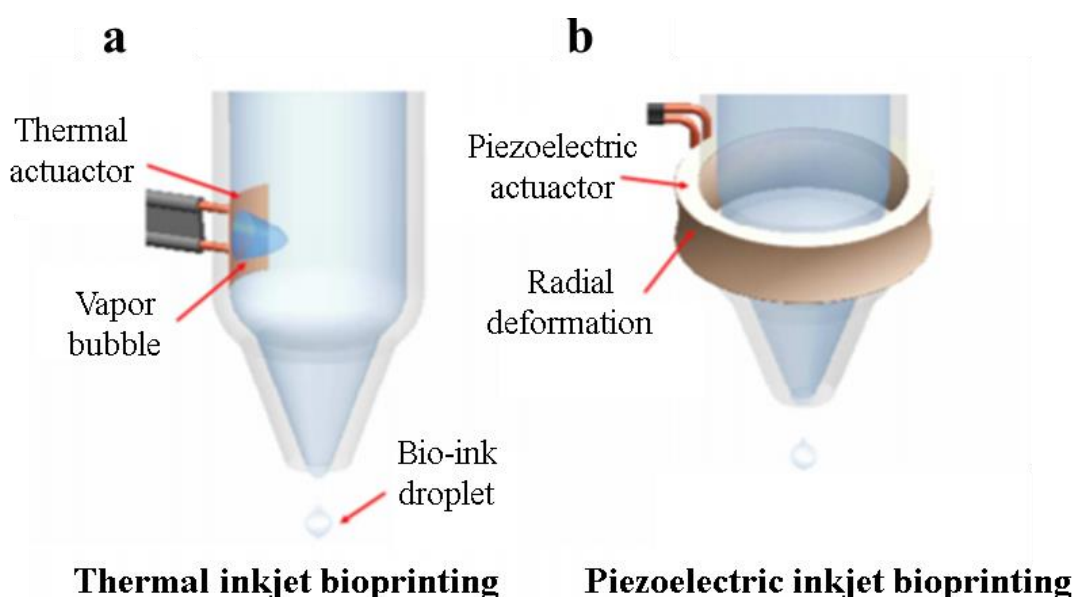 a
b
Thermal
actuactor
Vapor
bubble
Bio-ink
droplet
Piezoelectric
actuactor
Radial
deformation
Thermal inkjet bioprinting
Piezoelectric inkjet bioprinting